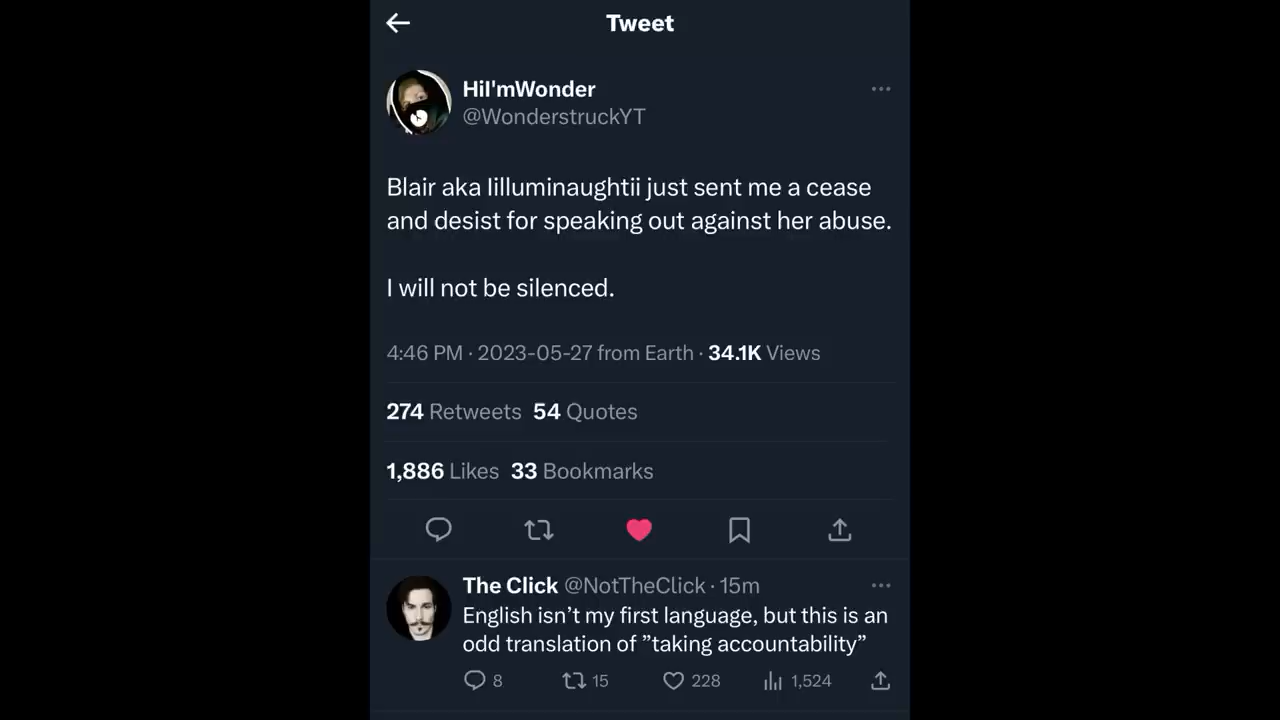 Tweet
HiI'mWonder
@WonderstruckYT
Blair aka Iilluminaughtii just sent me a cease
and desist for speaking out against her abuse.
I will not be silenced.
4:46 PM · 2023-05-27 from Earth · 34.1K Views
274 Retweets 54 Quotes
1,886 Likes 33 Bookmarks
The Click @NotTheClick · 15m
English isn’t my first language, but this is an
odd translation of ”taking accountability”
8 15 228 1,524